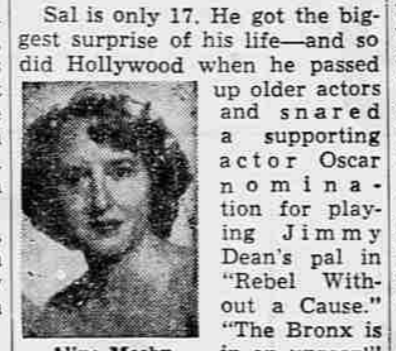 Sal is only 17. He got the big-
gest surprise of his life—and so
did Hollywood when he passed
up older actors
and snared
a supporting
actor Oscar
nomina-
tion for play-
ing Jimmy
Dean's pal in
"Rebel With-
out a Cause."
"The Bronx is